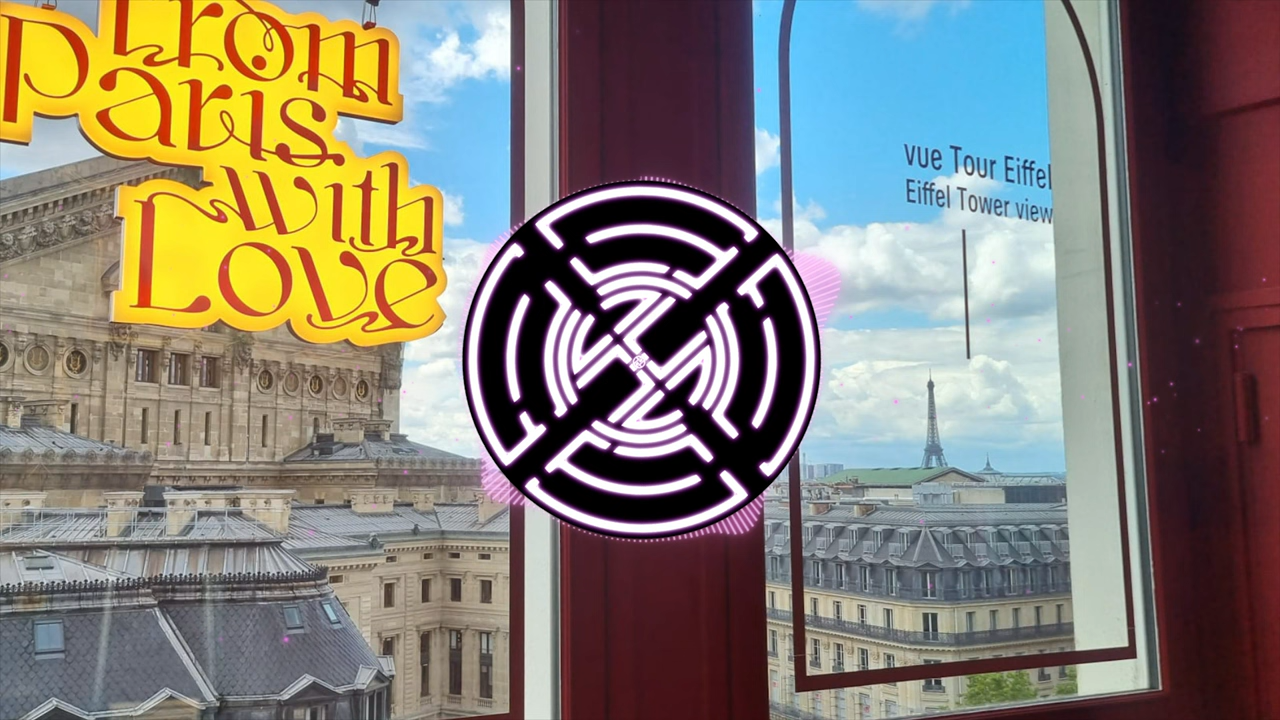 from
paris
with
Love
vue Tour Eiffel
Eiffel Tower view